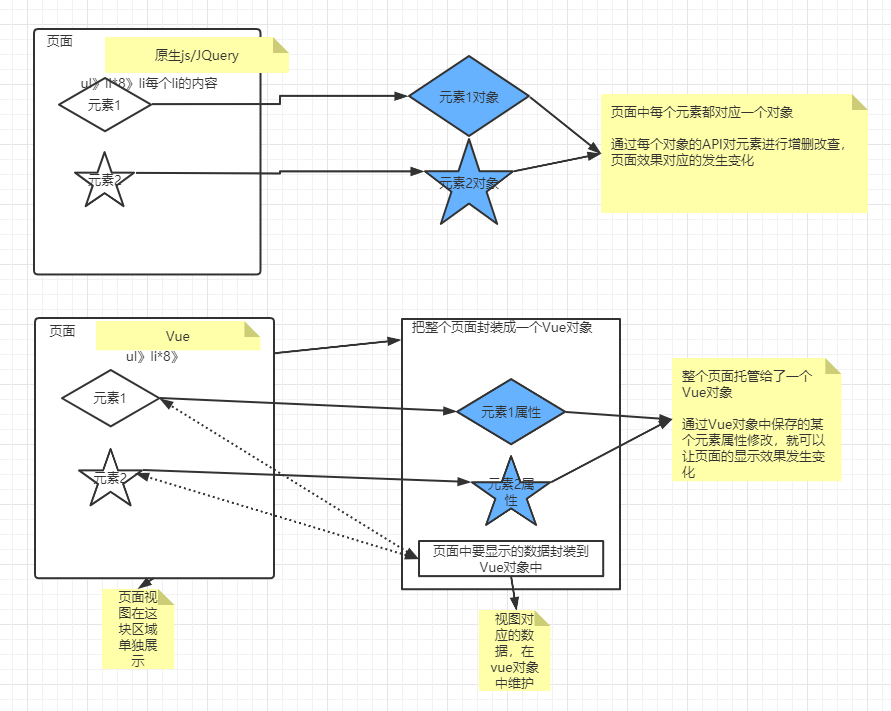 页面
原生js/JQuery
ul》li*8》li每个li的内容
元素1
元素1对象
元素2
元素2对象
页面中每个元素都对应一个对象
通过每个对象的API对元素进行增删改查，
页面效果对应的发生变化
页面
Vue
ul》li*8》
元素1
元素2
把整个页面封装成一个Vue对象
元素1属性
元素2属
性
页面中要显示的数据封装到
Vue对象中
整个页面托管给了一个
Vue对象
通过Vue对象中保存的某
个元素属性修改，就可以
让页面的显示效果发生变
化
页面视
图在这
块区域
单独展
示
视图对
应的数
据，在
vue对象
中维护